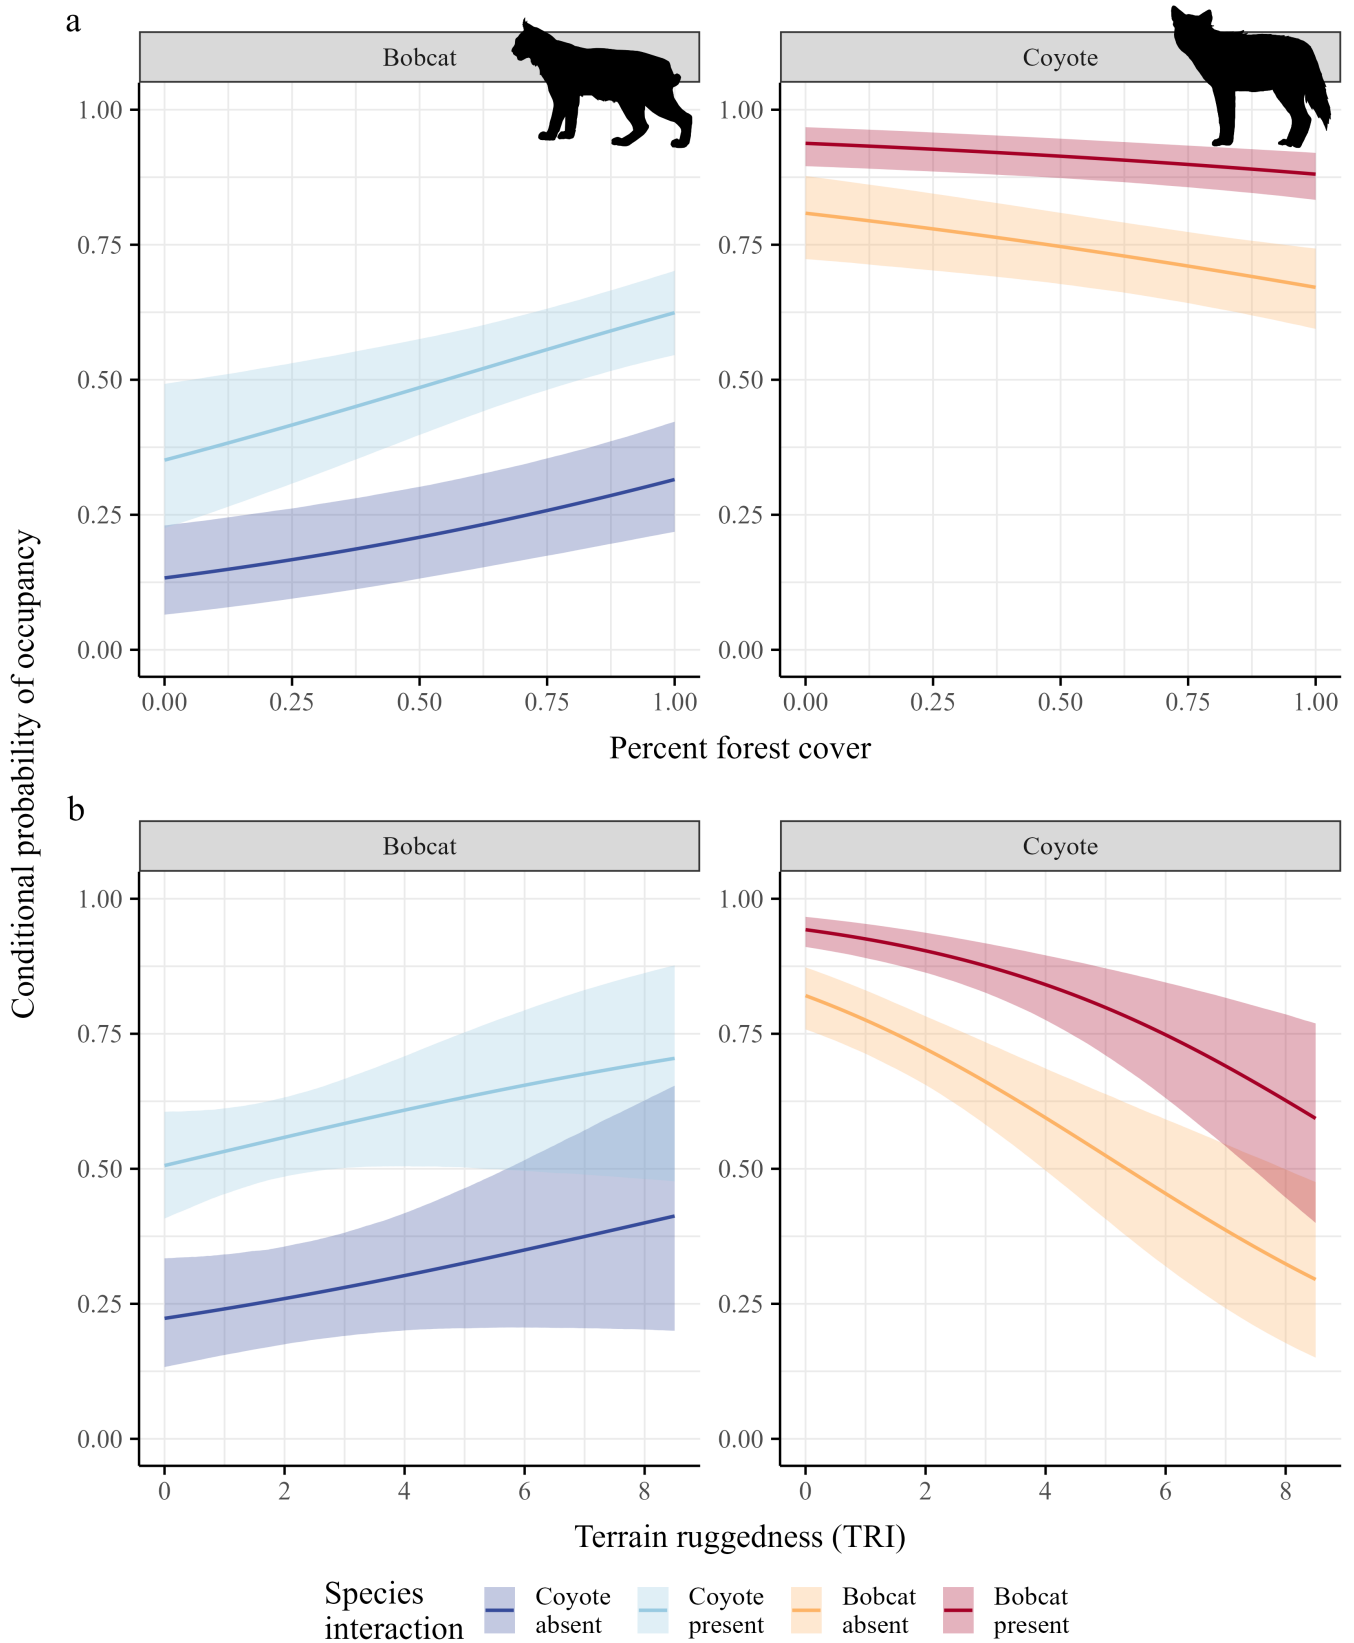 a
Bobcat
Coyote
1.00
0.75
0.50
0.25
0.00
1.00
0.75
0.50
0.25
0.00
0.00 0.25 0.50 0.75 1.00
0.00 0.25 0.50 0.75 1.00
Percent forest cover
Conditional probability of occupancy
b
Bobcat
Coyote
1.00
0.75
0.50
0.25
0.00
1.00
0.75
0.50
0.25
0.00
0 2 4 6 8
0 2 4 6 8
Terrain ruggedness (TRI)
Species
interaction
Coyote
absent
Coyote
present
Bobcat
absent
Bobcat
present